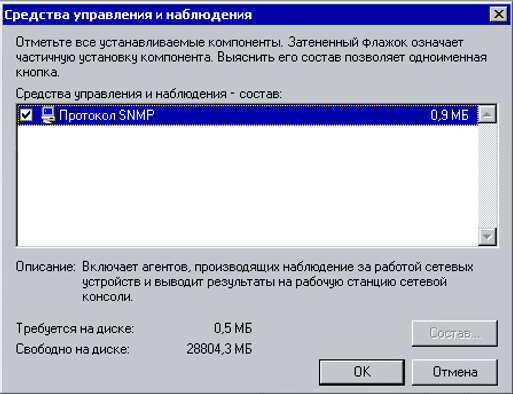 Средства управления и наблюдения
Отметьте все устанавливаемые компоненты. Затененный флажок означает
частичную установку компонента. Выяснить его состав позволяет одноименная
кнопка.
Средства управления и наблюдения - состав:
Протокол SNMP 0,9 МБ
Описание: Включает агентов, производящих наблюдение за работой сетевых
устройств и выводит результаты на рабочую станцию сетевой
консоли.
Требуется на диске: 0,5 МБ
Состав...
Свободно на диске: 28804,3 МБ
OK Отмена